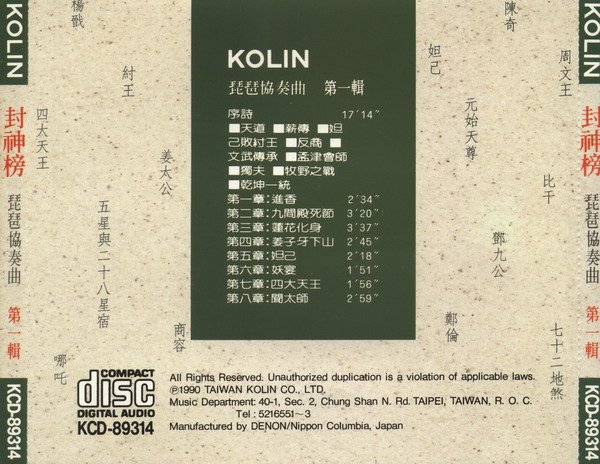 KOLIN
封神榜
琵琶協奏曲
第一輯
KCD-89314
楊戩
紂王
四大天王
姜太公
五星與二十八星宿
商容
哪吒
KOLIN
琵琶協奏曲 第一輯
序詩 17′14″
■天道 ■薪傳 ■妲
己敗紂王 ■反商 ■
文武傳承 ■孟津會師
■獨夫 ■牧野之戰
■乾坤一統
第一章:進香 2′34″
第二章:九間殿死節 3′20″
第三章:蓮花化身 3′37″
第四章:姜子牙下山 2′45″
第五章:妲己 2′18″
第六章:妖宴 1′51″
第七章:四大天王 1′56″
第八章:聞太師 2′59″
陳奇
妲己
周文王
元始天尊
比干
鄧九公
鄭倫
七十二地煞
COMPACT
disc
DIGITAL AUDIO
KCD-89314
All Rights Reserved. Unauthorized duplication is a violation of applicable laws.
℗1990 TAIWAN KOLIN CO., LTD.
Music Department: 40-1, Sec. 2, Chung Shan N. Rd. TAIPEI, TAIWAN, R. O. C.
Tel : 5216551～3
Manufactured by DENON/Nippon Columbia, Japan
KOLIN
封神榜
琵琶協奏曲
第一輯
KCD-89314